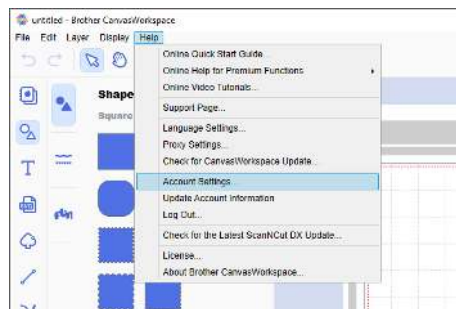 untitled - Brother CanvasWorkspace
File Edit Layer Display Help
Online Quick Start Guide...
Online Help for Premium Functions
Online Video Tutorials...
Support Page...
Language Settings...
Proxy Settings...
Check for CanvasWorkspace Update...
Account Settings...
Update Account Information
Log Out...
Check for the Latest ScanNCut DX Update...
License...
About Brother CanvasWorkspace...
Shape
Square
T